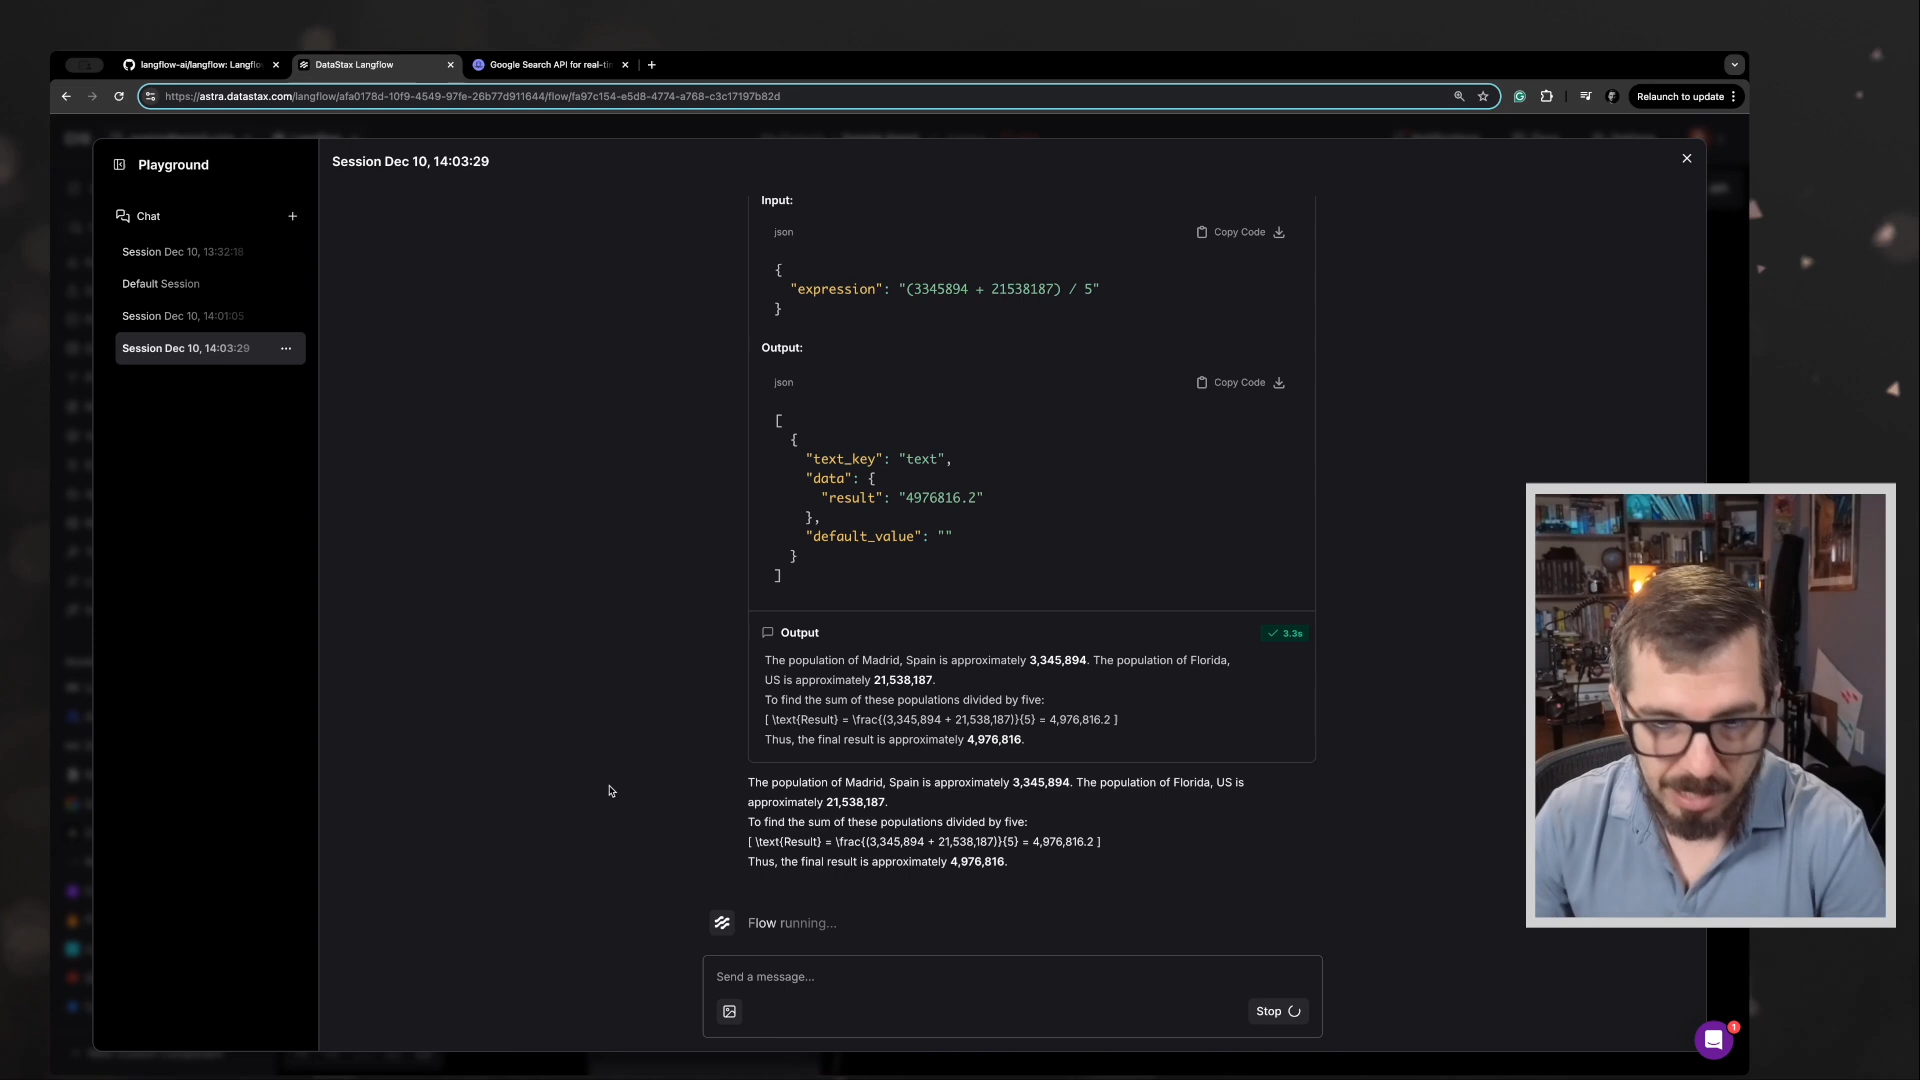 langflow-ai/langflow: Langflo
DataStax Langflow
Google Search API for real-tin
https://astra.datastax.com/langflow/afa0178d-10f9-4549-97fe-26b77d911644/flow/fa97c154-e5d8-4774-a768-c3c17197b82d
Relaunch to update
Playground
Session Dec 10, 14:03:29
Chat
Session Dec 10, 13:32:18
Default Session
Session Dec 10, 14:01:05
Session Dec 10, 14:03:29
Input:
json
Copy Code
{
"expression": "(3345894 + 21538187) / 5"
}
Output:
json
Copy Code
[
{
"text_key": "text",
"data": {
"result": "4976816.2"
},
"default_value": ""
}
]
Output
3.3s
The population of Madrid, Spain is approximately 3,345,894. The population of Florida,
US is approximately 21,538,187.
To find the sum of these populations divided by five:
[ \text{Result} = \frac{(3,345,894 + 21,538,187)}{5} = 4,976,816.2 ]
Thus, the final result is approximately 4,976,816.
The population of Madrid, Spain is approximately 3,345,894. The population of Florida, US is
approximately 21,538,187.
To find the sum of these populations divided by five:
[ \text{Result} = \frac{(3,345,894 + 21,538,187)}{5} = 4,976,816.2 ]
Thus, the final result is approximately 4,976,816.
Flow running...
Send a message...
Stop
1